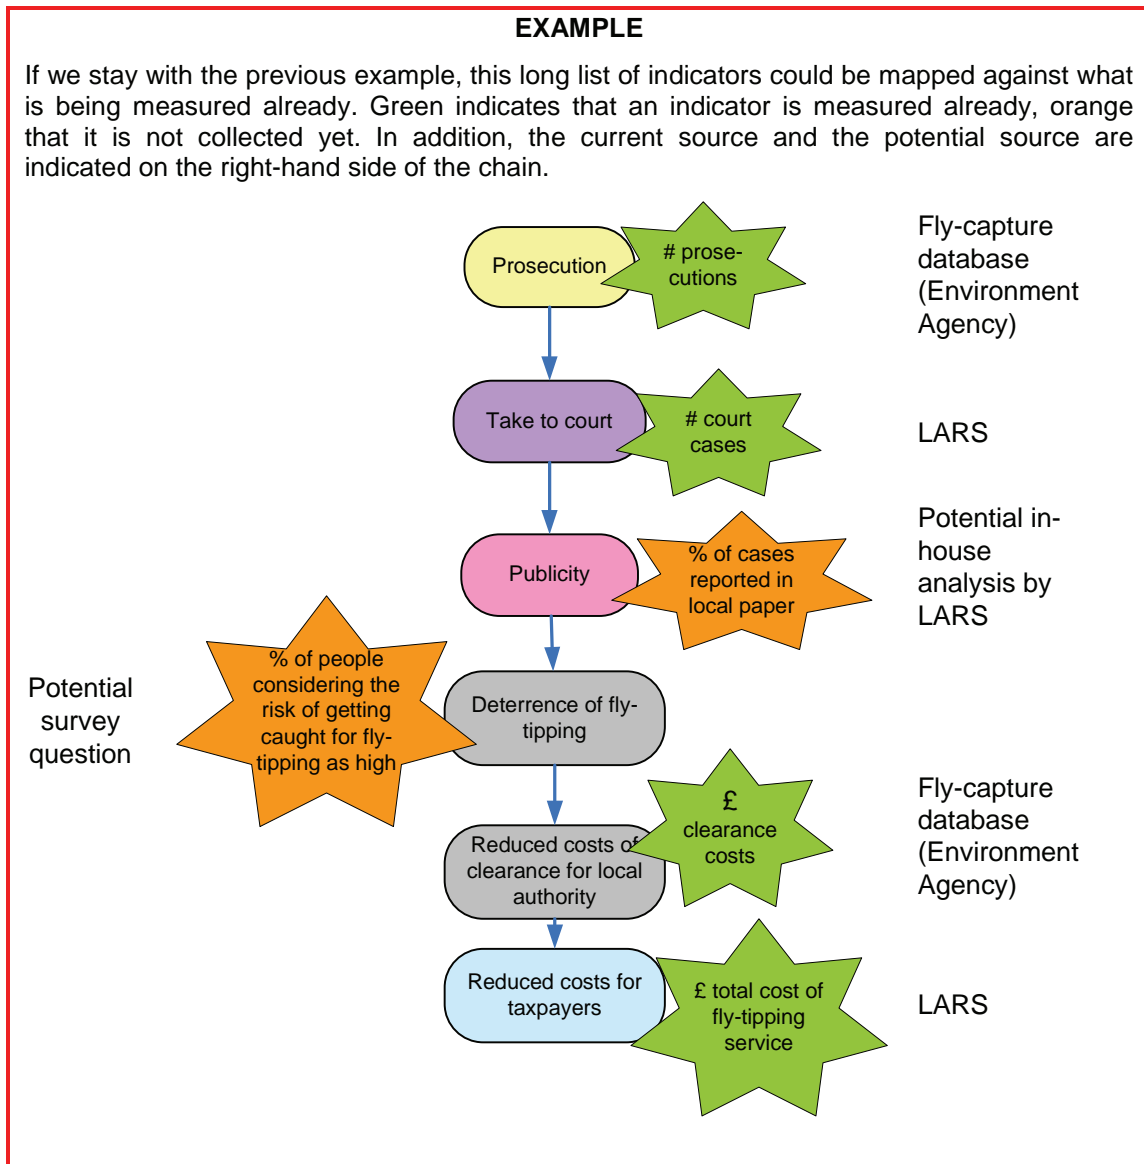 EXAMPLE
If we stay with the previous example, this long list of indicators could be mapped against what
is being measured already. Green indicates that an indicator is measured already, orange
that it is not collected yet. In addition, the current source and the potential source are
indicated on the right-hand side of the chain.
Prosecution
# prose-
cutions
Fly-capture
database
(Environment
Agency)
Take to court
# court
cases
LARS
Publicity
% of cases
reported in
local paper
Potential in-
house
analysis by
LARS
Potential
survey
question
% of people
considering the
risk of getting
caught for fly-
tipping as high
Deterrence of fly-
tipping
Reduced costs of
clearance for local
authority
£
clearance
costs
Fly-capture
database
(Environment
Agency)
Reduced costs for
taxpayers
£ total cost of
fly-tipping
service
LARS